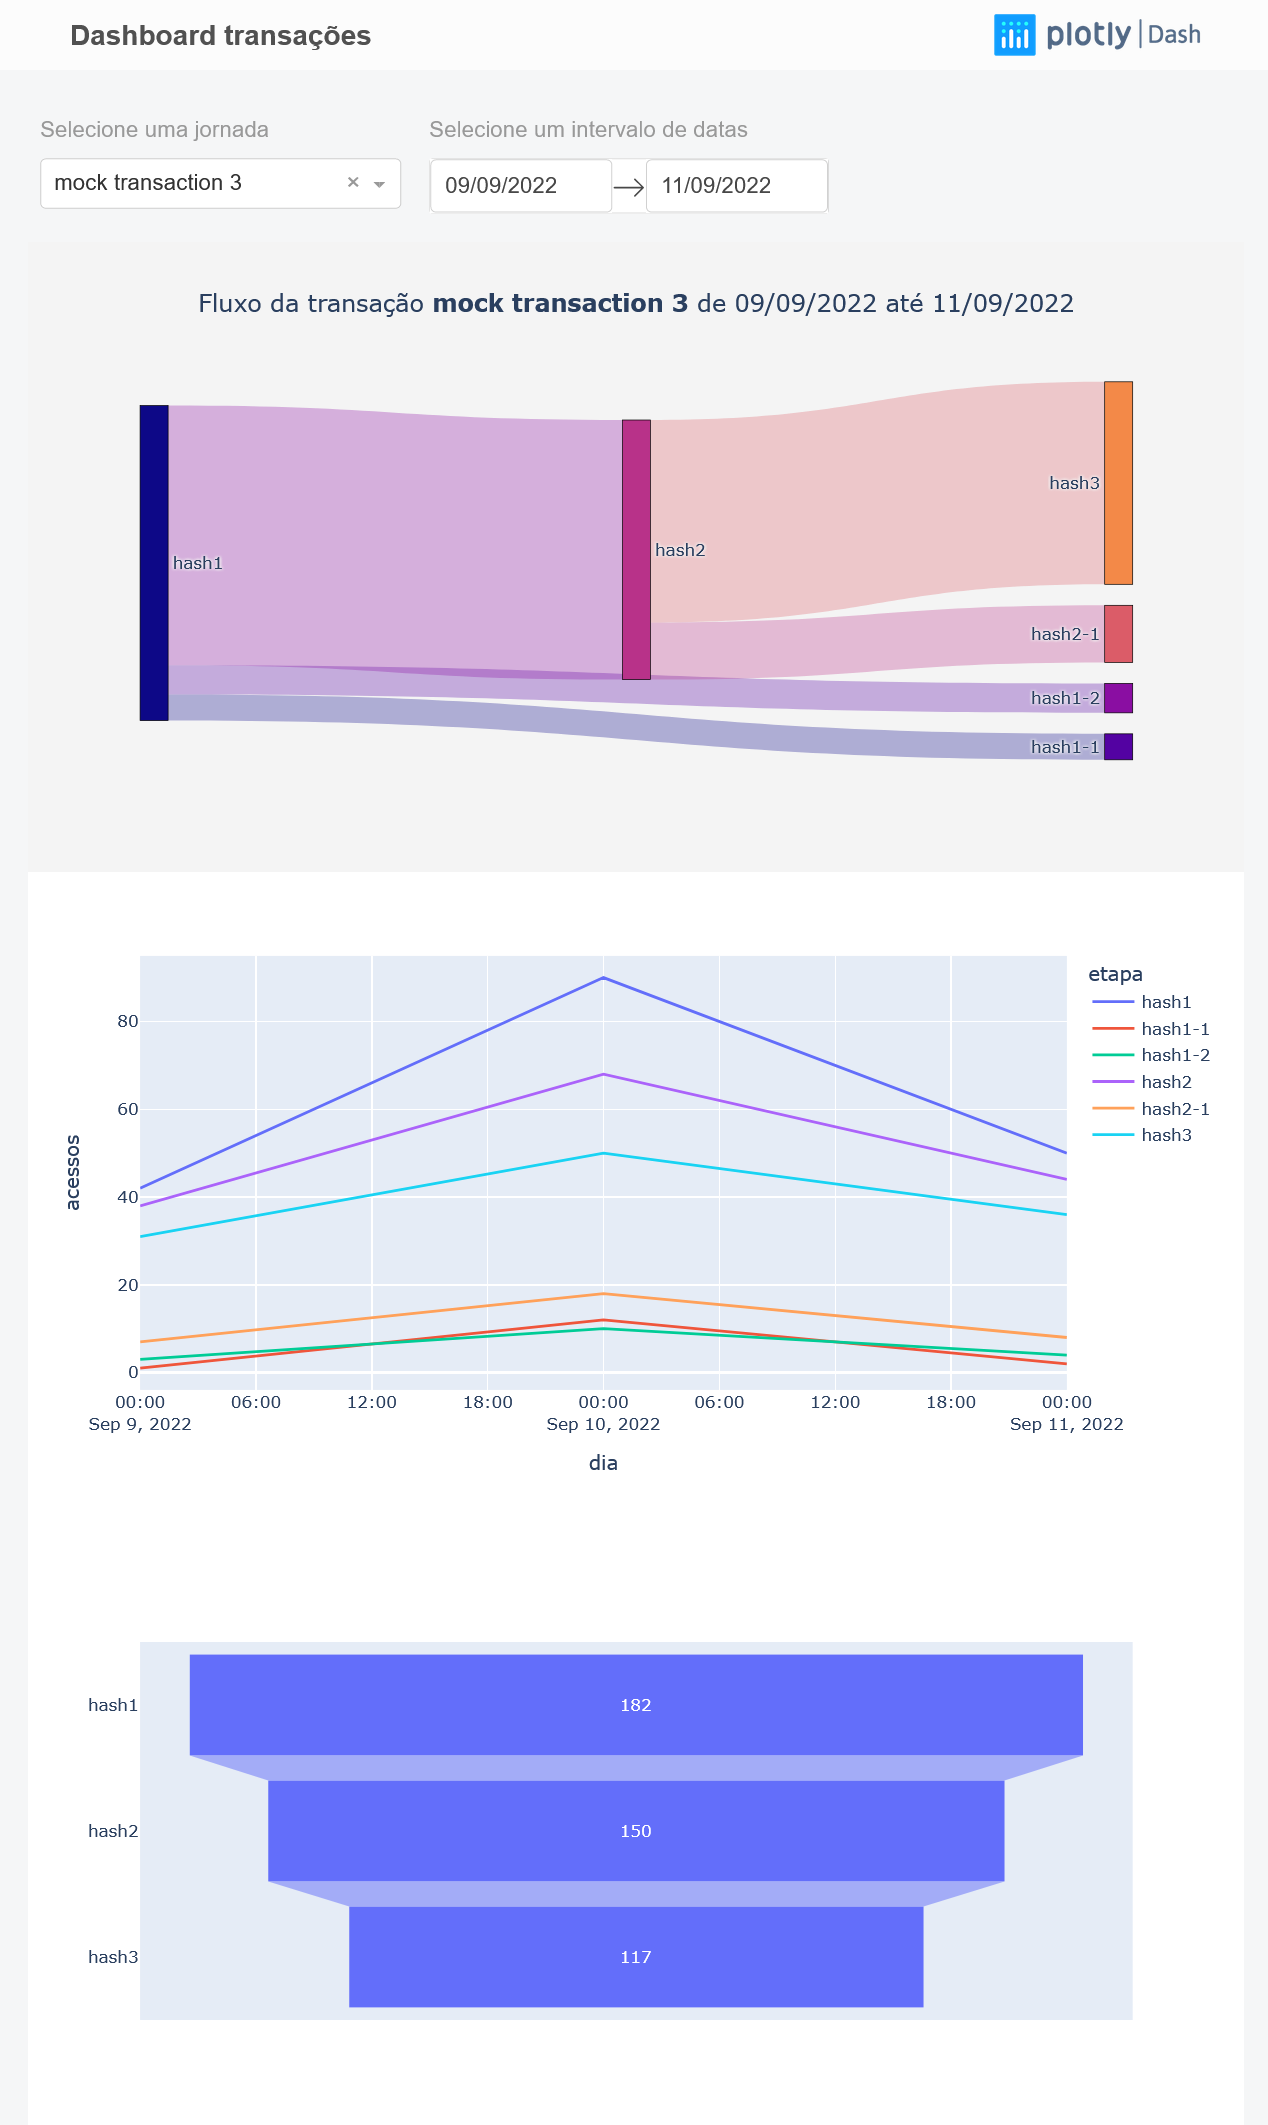 Dashboard transações
plotly | Dash
Selecione uma jornada
Selecione um intervalo de datas
mock transaction 3 ×
09/09/2022 → 11/09/2022
Fluxo da transação mock transaction 3 de 09/09/2022 até 11/09/2022
hash1
hash2
hash3
hash2-1
hash1-2
hash1-1
etapa
hash1
hash1-1
hash1-2
hash2
hash2-1
hash3
acessos
80
60
40
20
0
00:00 06:00 12:00 18:00 00:00 06:00 12:00 18:00 00:00
Sep 9, 2022 Sep 10, 2022 Sep 11, 2022
dia
hash1 182
hash2 150
hash3 117